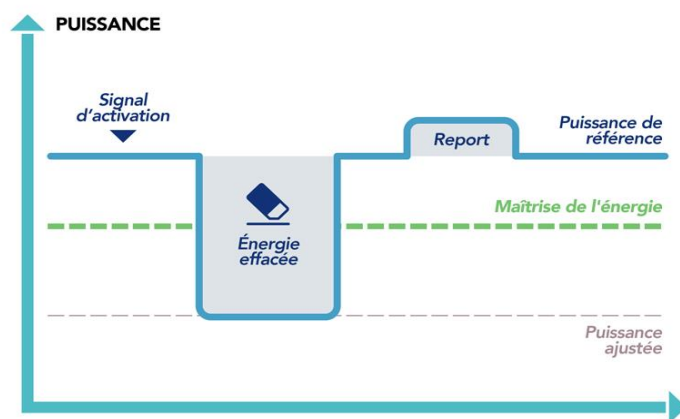 PUISSANCE
Signal
d'activation
Report
Puissance de
référence
Maîtrise de l'énergie
Énergie
effacée
Puissance
ajustée